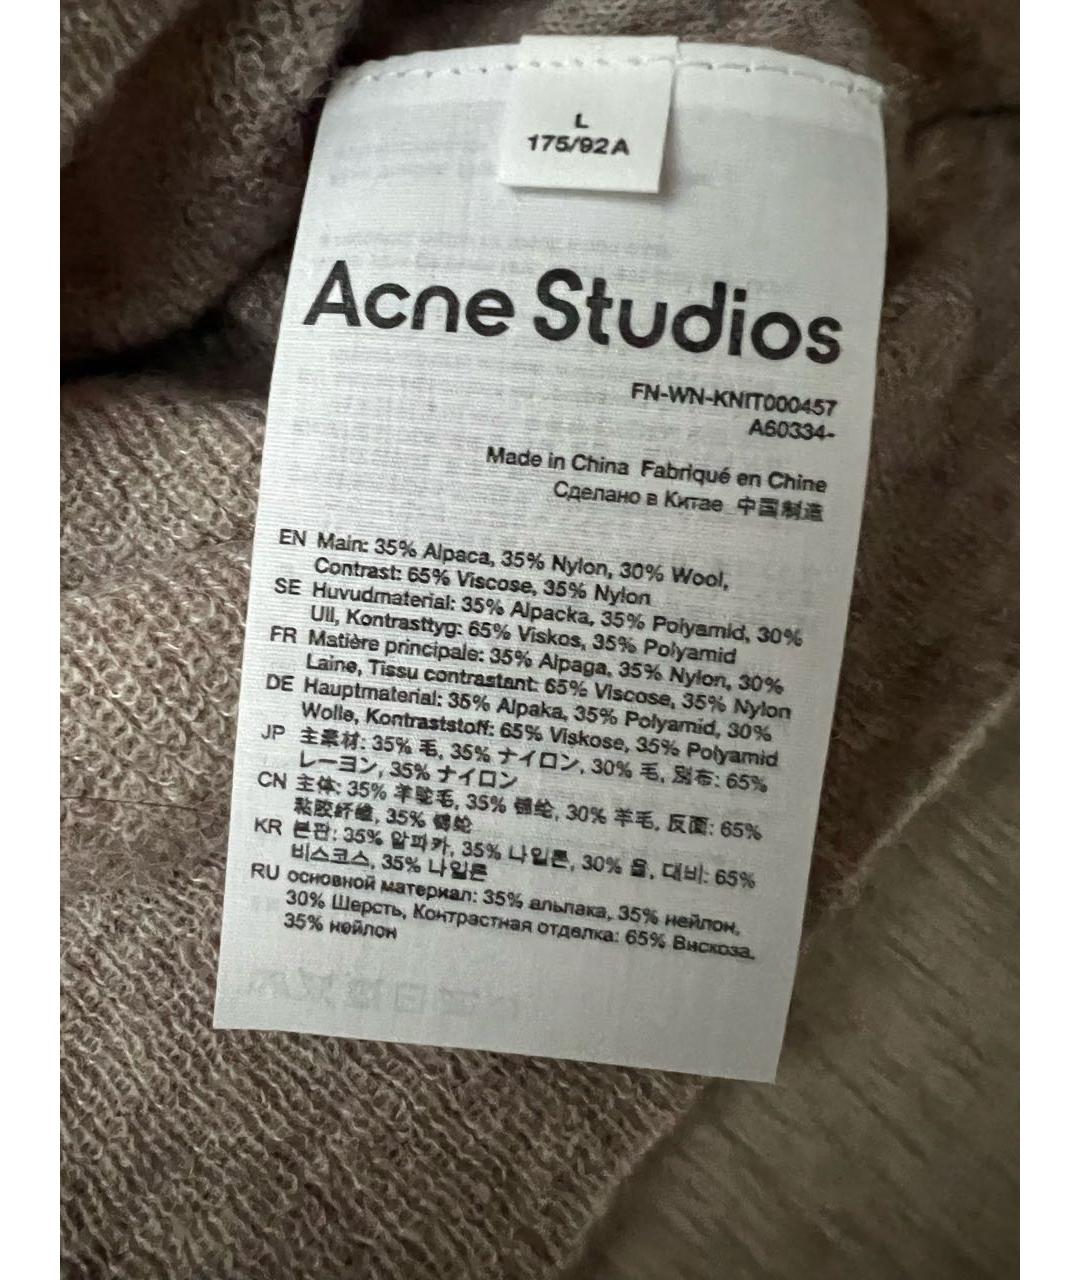 L
175/92A
Acne Studios
FN-WN-KNIT000457
A60334-
Made in China Fabriqué en Chine
Сделано в Китае 中国制造
EN Main: 35% Alpaca, 35% Nylon, 30% Wool,
Contrast: 65% Viscose, 35% Nylon
SE Huvudmaterial: 35% Alpacka, 35% Polyamid, 30%
Ull, Kontrasttyg: 65% Viskos, 35% Polyamid
FR Matière principale: 35% Alpaga, 35% Nylon, 30%
Laine, Tissu contrastant: 65% Viscose, 35% Nylon
DE Hauptmaterial: 35% Alpaka, 35% Polyamid, 30%
Wolle, Kontraststoff: 65% Viskose, 35% Polyamid
JP 主素材: 35% 毛, 35% ナイロン, 30% 毛, 別布: 65%
レーヨン, 35% ナイロン
CN 主体: 35% 羊驼毛, 35% 锦纶, 30% 羊毛, 反面: 65%
粘胶纤维, 35% 锦纶
KR 본판: 35% 알파카, 35% 나일론, 30% 울, 대비: 65%
비스코스, 35% 나일론
RU основной материал: 35% альпака, 35% нейлон,
30% Шерсть, Контрастная отделка: 65% Вискоза,
35% нейлон